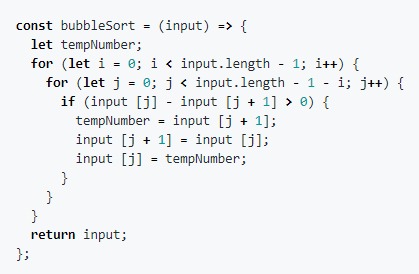 const bubbleSort = (input) => {
  let tempNumber;
  for (let i = 0; i < input.length - 1; i++) {
    for (let j = 0; j < input.length - 1 - i; j++) {
      if (input [j] - input [j + 1] > 0) {
        tempNumber = input [j + 1];
        input [j + 1] = input [j];
        input [j] = tempNumber;
      }
    }
  }
  return input;
};